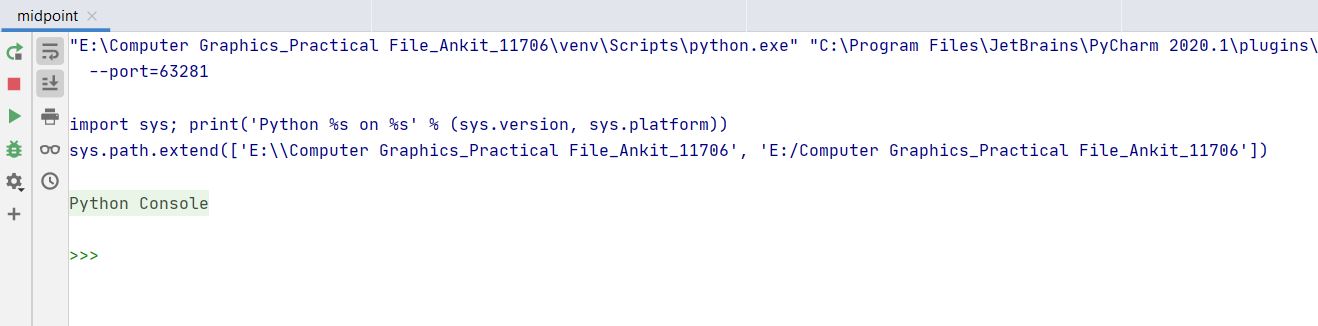 midpoint
"E:\Computer Graphics_Practical File_Ankit_11706\venv\Scripts\python.exe" "C:\Program Files\JetBrains\PyCharm 2020.1\plugins\
--port=63281
import sys; print('Python %s on %s' % (sys.version, sys.platform))
sys.path.extend(['E:\\Computer Graphics_Practical File_Ankit_11706', 'E:/Computer Graphics_Practical File_Ankit_11706'])
Python Console
>>>